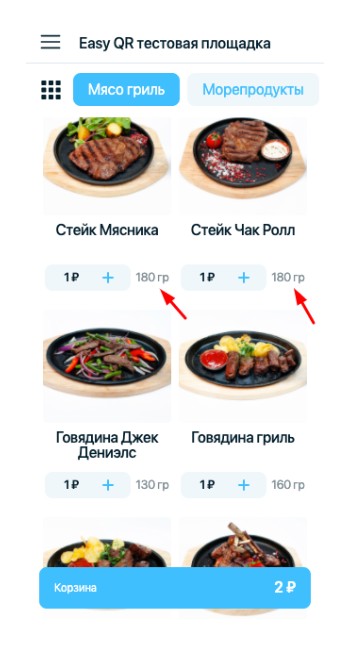 Easy QR тестовая площадка
Мясо гриль
Морепродукты
Стейк Мясника
Стейк Чак Ролл
1 ₽ + 180 гр
1 ₽ + 180 гр
Говядина Джек
Дениэлс
Говядина гриль
1 ₽ + 130 гр
1 ₽ + 160 гр
Корзина
2 ₽